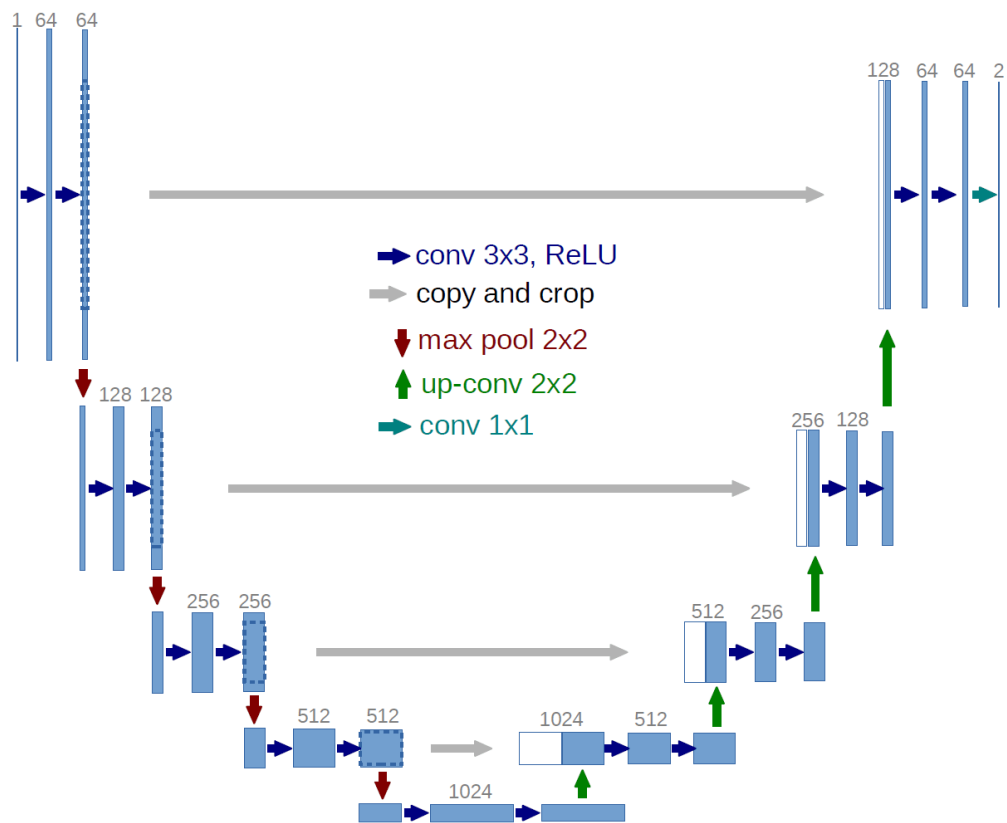 1 64 64
128 64 64 2
conv 3x3, ReLU
copy and crop
max pool 2x2
up-conv 2x2
conv 1x1
128 128
256 128
256 256
512 256
512 512
1024 512
1024